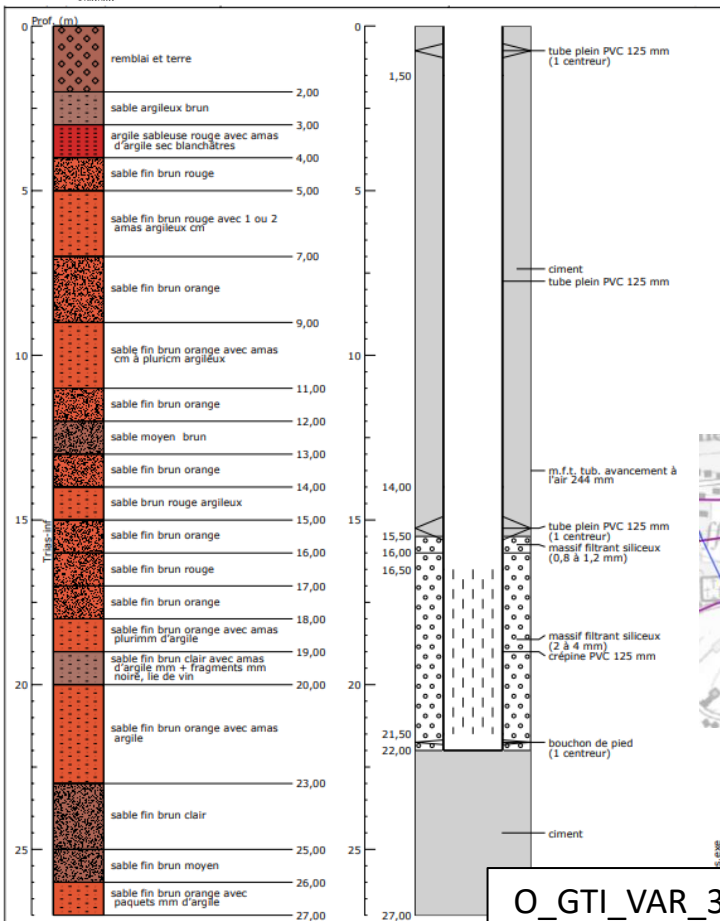 Prof. (m)
0
remblai et terre
2,00
sable argileux brun
3,00
argile sableuse rouge avec amas
d'argile sec blanchâtres
4,00
sable fin brun rouge
5
5,00
sable fin brun rouge avec 1 ou 2
amas argileux cm
7,00
sable fin brun orange
9,00
10
sable fin brun orange avec amas
cm à pluricm argileux
11,00
sable fin brun orange
12,00
sable moyen brun
13,00
sable fin brun orange
14,00
sable brun rouge argileux
15
15,00
Trias-inf
sable fin brun orange
16,00
sable fin brun rouge
17,00
sable fin brun orange
18,00
sable fin brun orange avec amas
plurimm d'argile
19,00
sable fin brun clair avec amas
d'argile mm + fragments mm
noire, lie de vin
20
20,00
sable fin brun orange avec amas
argile
23,00
sable fin brun clair
25
25,00
sable fin brun moyen
26,00
sable fin brun orange avec
paquets mm d'argile
27,00
0
tube plein PVC 125 mm
(1 centreur)
1,50
5
ciment
tube plein PVC 125 mm
10
m.f.t. tub. avancement à
l'air 244 mm
14,00
15
tube plein PVC 125 mm
(1 centreur)
15,50
massif filtrant siliceux
(0,8 à 1,2 mm)
16,00
16,50
massif filtrant siliceux
(2 à 4 mm)
crépine PVC 125 mm
20
21,50
bouchon de pied
(1 centreur)
22,00
ciment
25
27,00
O_GTI_VAR_3